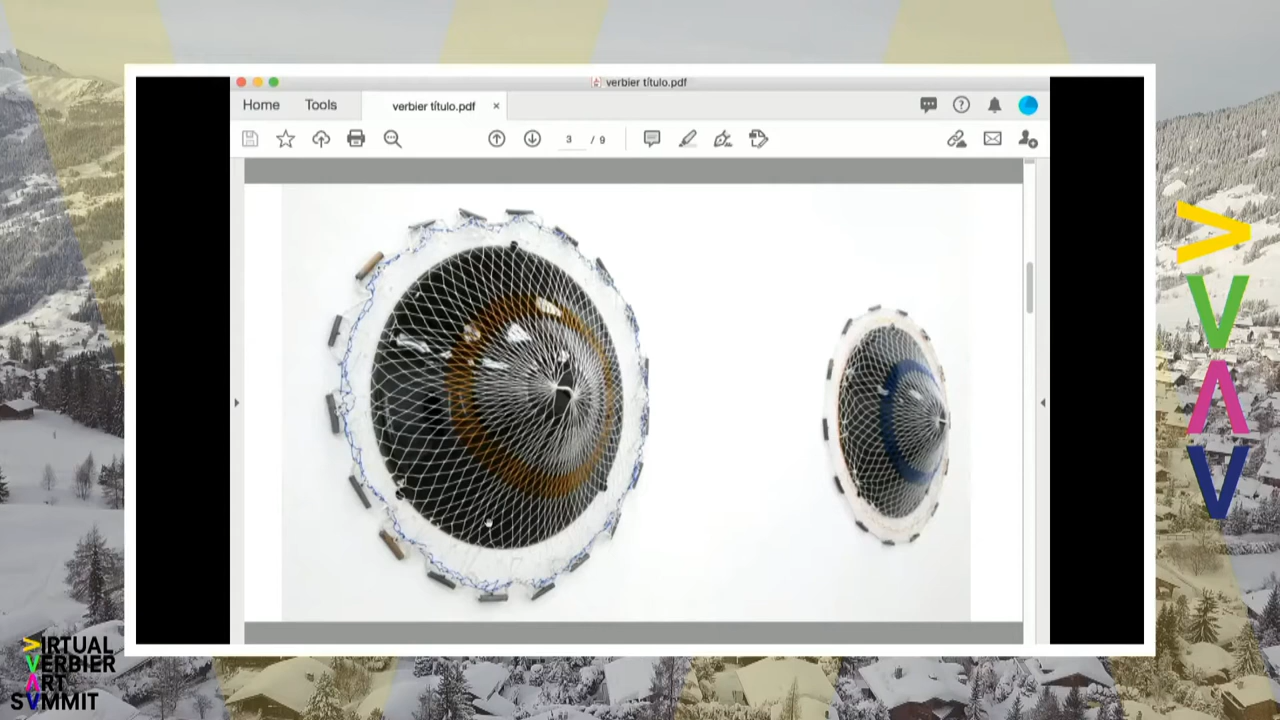 verbier título.pdf
Home
Tools
verbier título.pdf ×
3 / 9
VIRTUAL
VERBIER
ART
SVMMIT